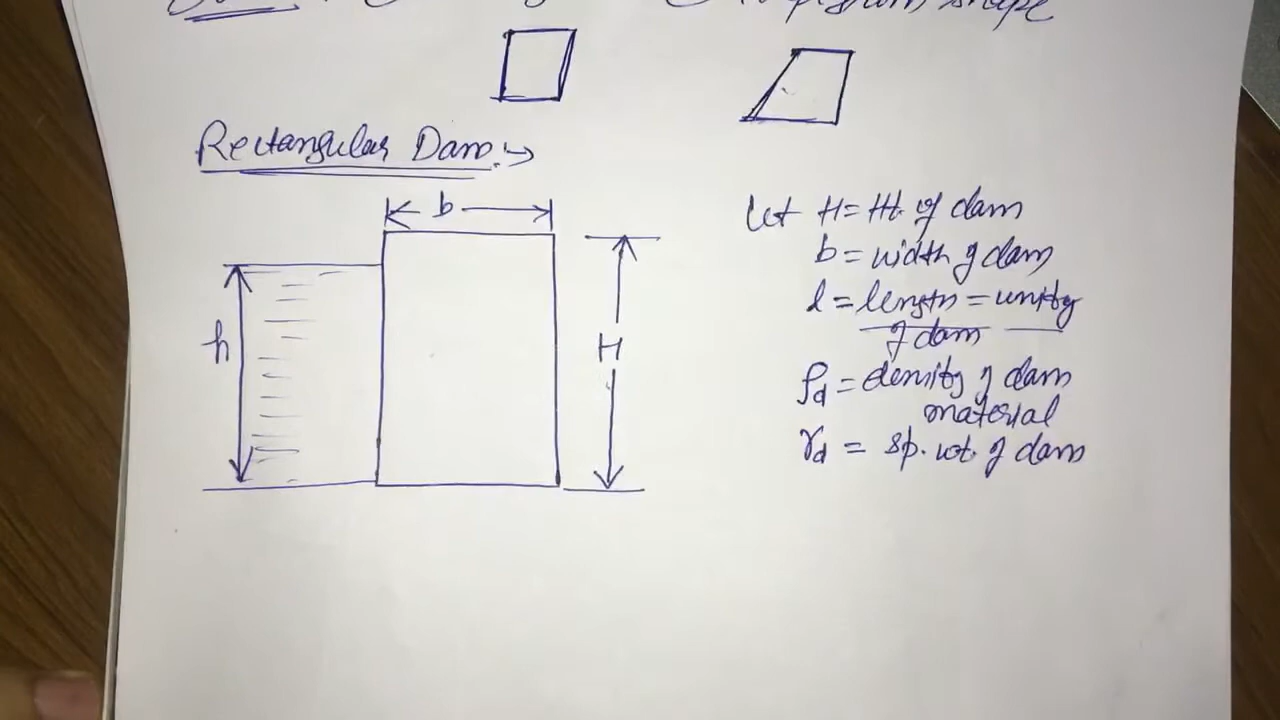 shape
Rectangular Dam :→
b
h
H
let H = Ht. of dam
b = width of dam
l = length = unity
of dam
ρd = density of dam
material
γd = sp. wt. of dam